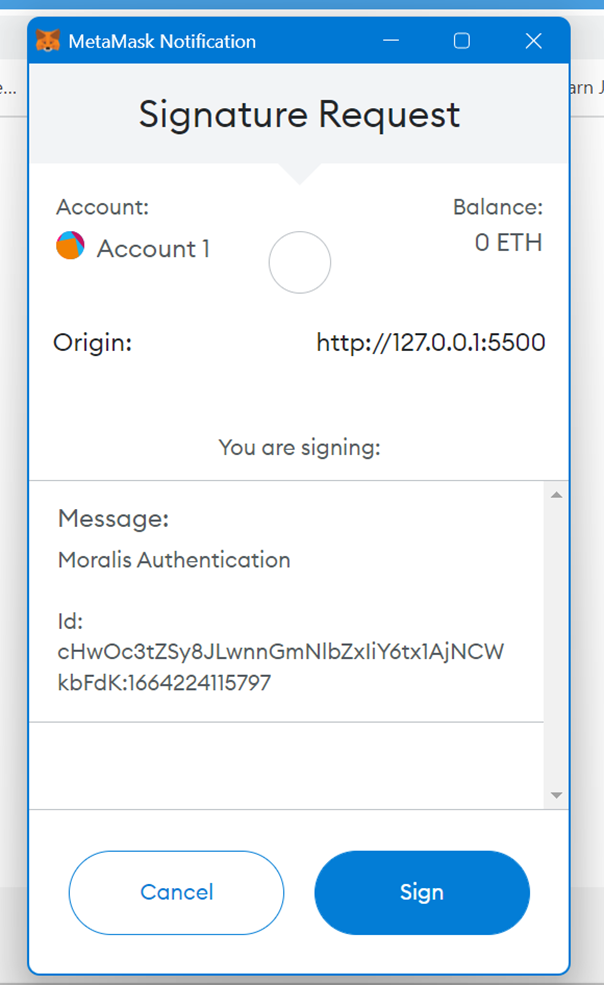 MetaMask Notification
e...
arn J
Signature Request
Account:
Balance:
Account 1
0 ETH
Origin:
http://127.0.0.1:5500
You are signing:
Message:
Moralis Authentication
Id:
cHwOc3tZSy8JLwnnGmNlbZxIiY6tx1AjNCW
kbFdK:1664224115797
Cancel
Sign